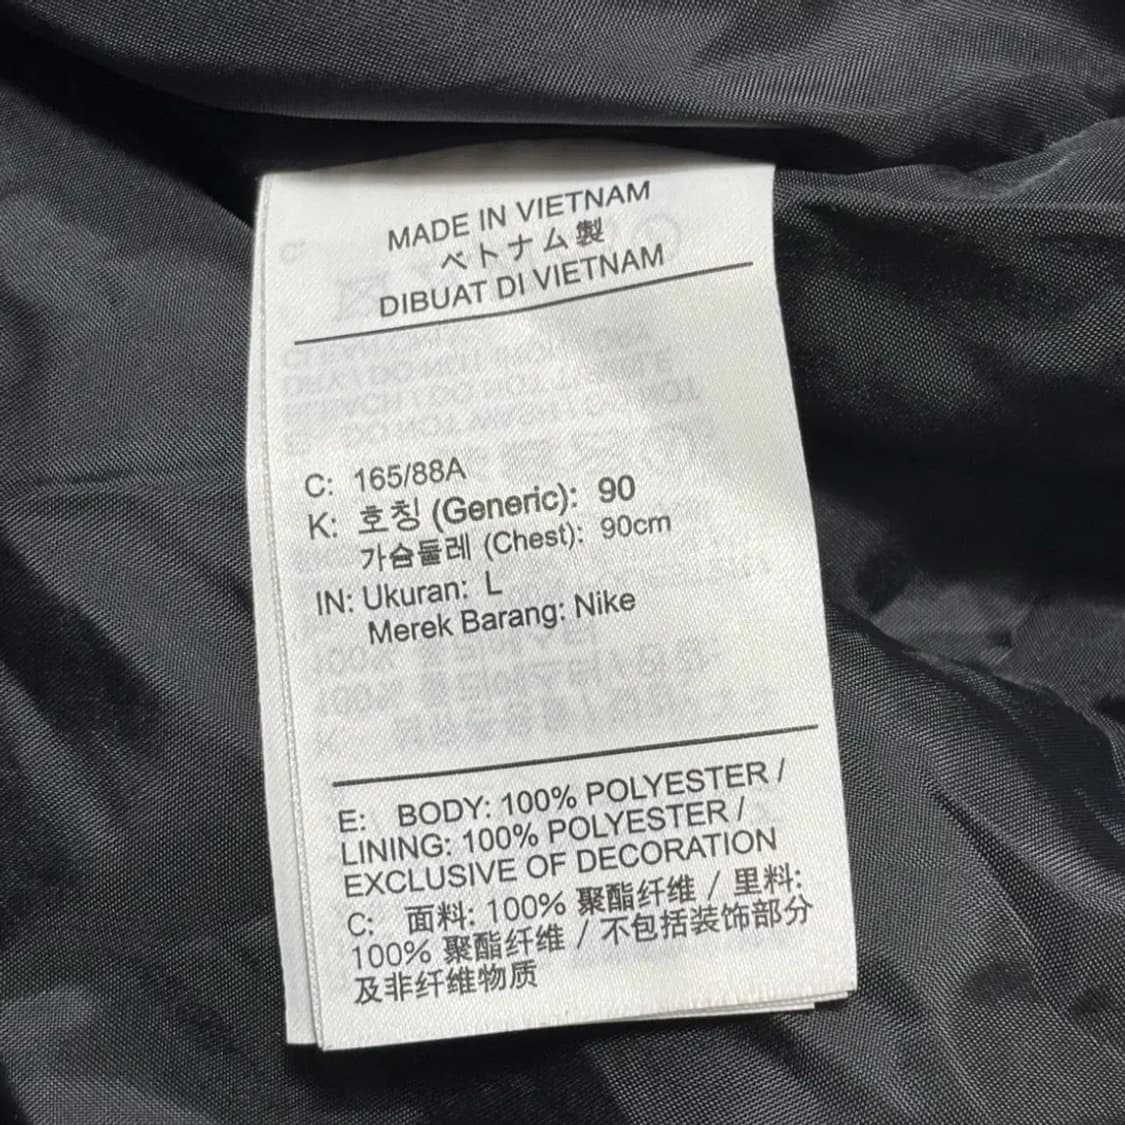 MADE IN VIETNAM
ベトナム製
DIBUAT DI VIETNAM
C: 165/88A
K: 호칭 (Generic): 90
가슴둘레 (Chest): 90cm
IN: Ukuran: L
Merek Barang: Nike
E: BODY: 100% POLYESTER /
LINING: 100% POLYESTER /
EXCLUSIVE OF DECORATION
C: 面料: 100% 聚酯纤维 / 里料:
100% 聚酯纤维 / 不包括装饰部分
及非纤维物质